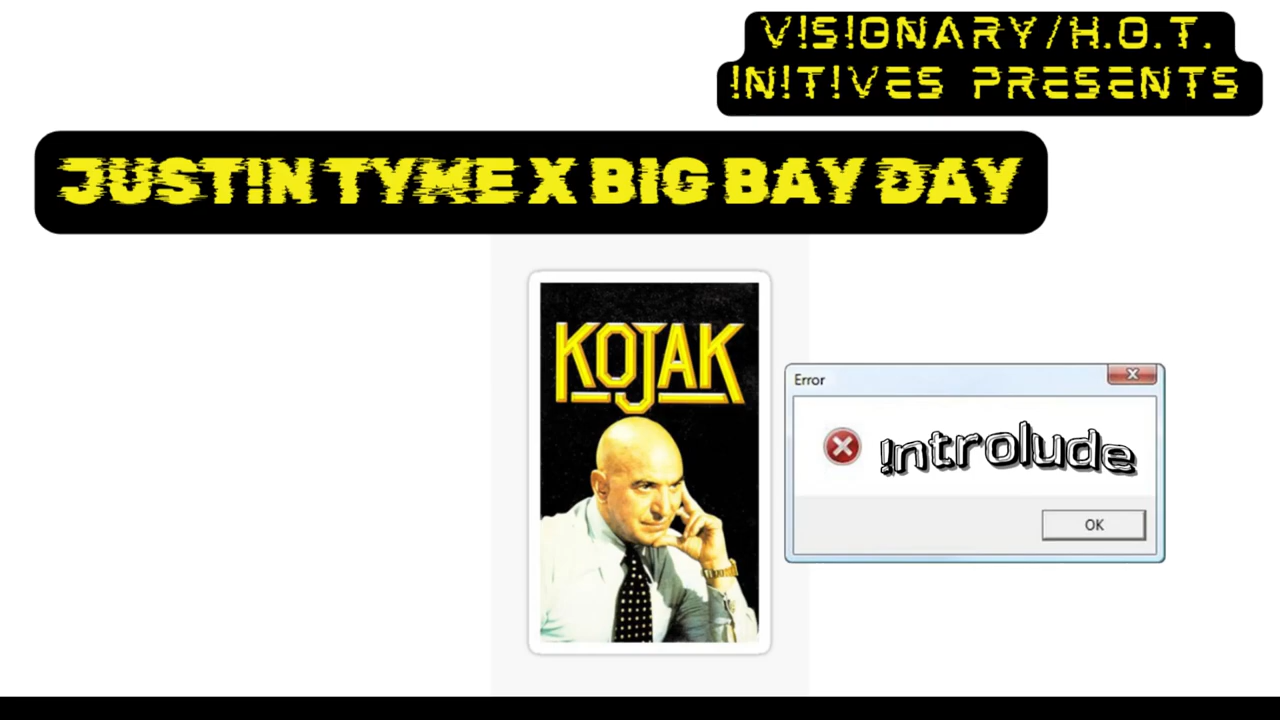 V!S!ONARY/H.O.T.
!N!T!VES PRESENTS
JUST!N TYME X BIG BAY DAY
KOJAK
Error
!ntrolude
OK